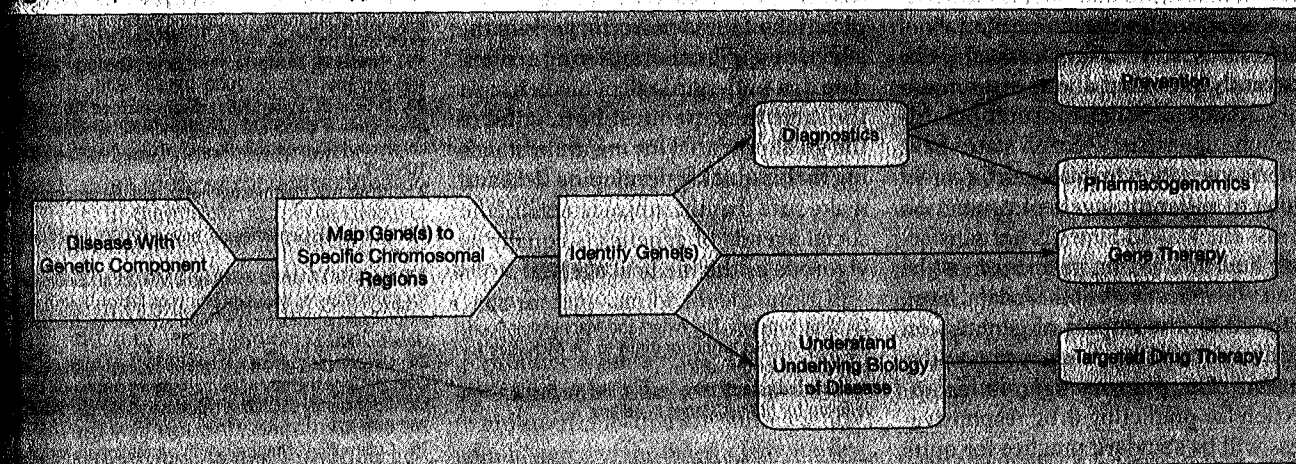 Disease With
Genetic Component
Map Gene(s) to
Specific Chromosomal
Regions
Identify Gene(s)
Diagnostics
Understand
Underlying Biology
of Disease
Prevention
Pharmacogenomics
Gene Therapy
Targeted Drug Therapy